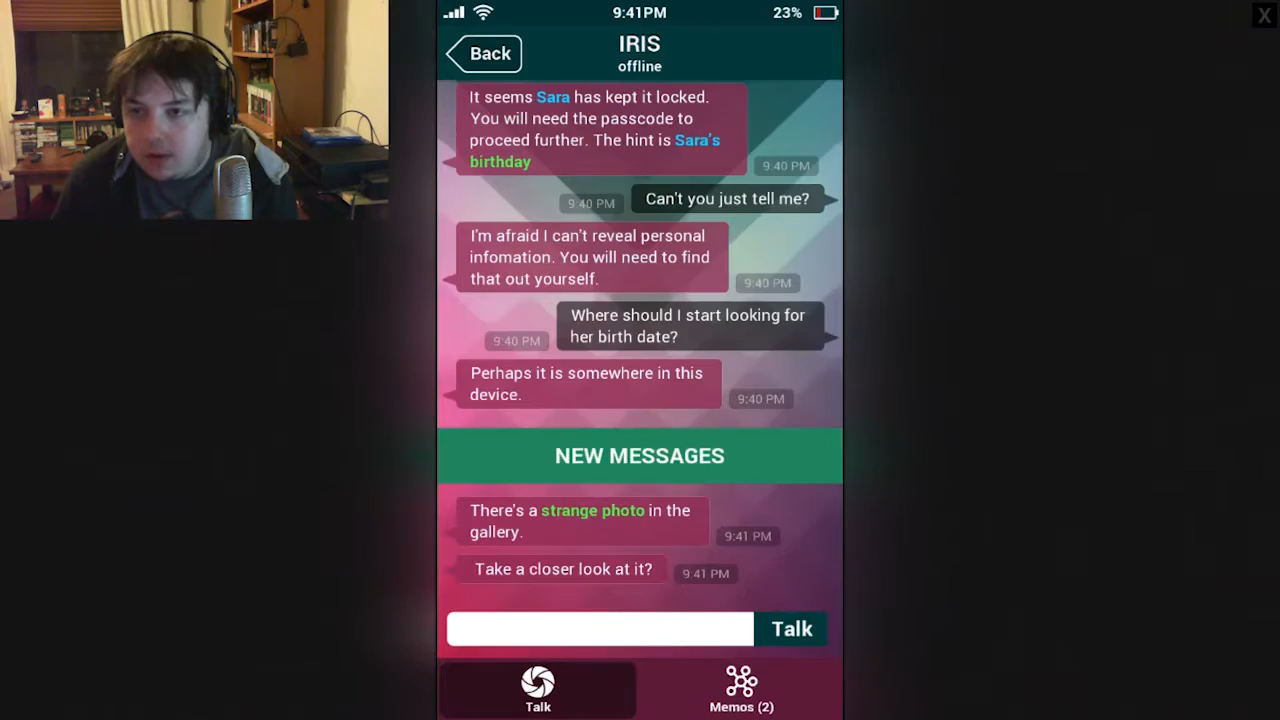 9:41PM
23%
X
Back
IRIS
offline
It seems Sara has kept it locked.
You will need the passcode to
proceed further. The hint is Sara's
birthday
9:40 PM
Can't you just tell me?
9:40 PM
I'm afraid I can't reveal personal
infomation. You will need to find
that out yourself.
9:40 PM
Where should I start looking for
her birth date?
9:40 PM
Perhaps it is somewhere in this
device.
9:40 PM
NEW MESSAGES
There's a strange photo in the
gallery.
9:41 PM
Take a closer look at it?
9:41 PM
Talk
Talk
Memos (2)